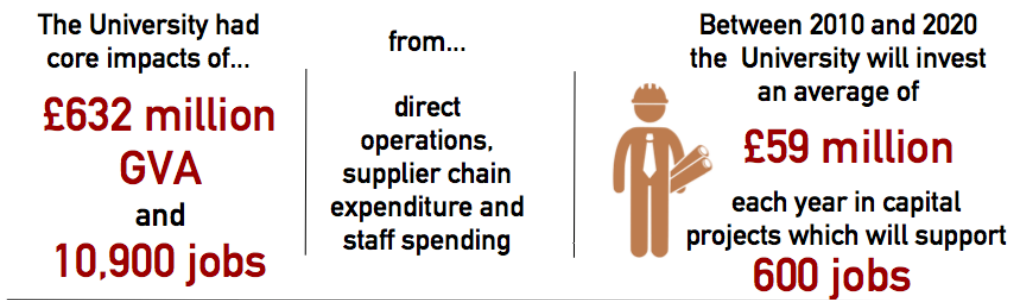 The University had
core impacts of...
£632 million
GVA
and
10,900 jobs
from...
direct
operations,
supplier chain
expenditure and
staff spending
Between 2010 and 2020
the University will invest
an average of
£59 million
each year in capital
projects which will support
600 jobs